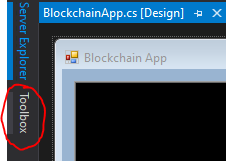 BlockchainApp.cs [Design]
Server Explorer
Blockchain App
Toolbox